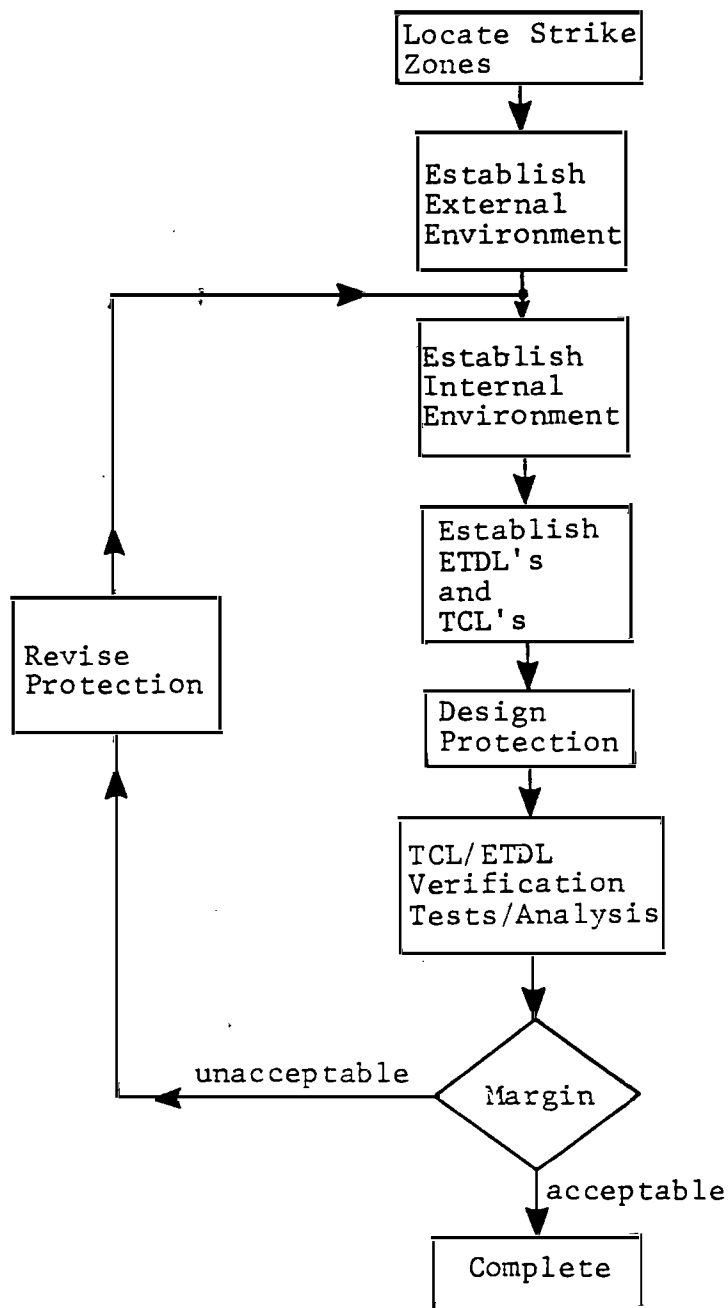 Locate Strike
Zones
Establish
External
Environment
Establish
Internal
Environment
Establish
ETDL's
and
TCL's
Revise
Protection
Design
Protection
TCL/ETDL
Verification
Tests/Analysis
unacceptable
Margin
acceptable
Complete